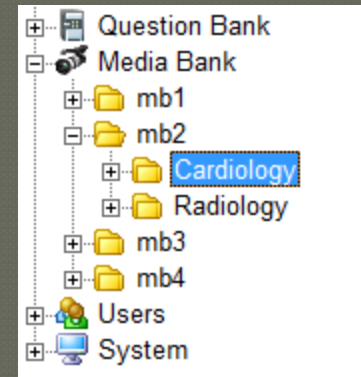 Question Bank
Media Bank
mb1
mb2
Cardiology
Radiology
mb3
mb4
Users
System